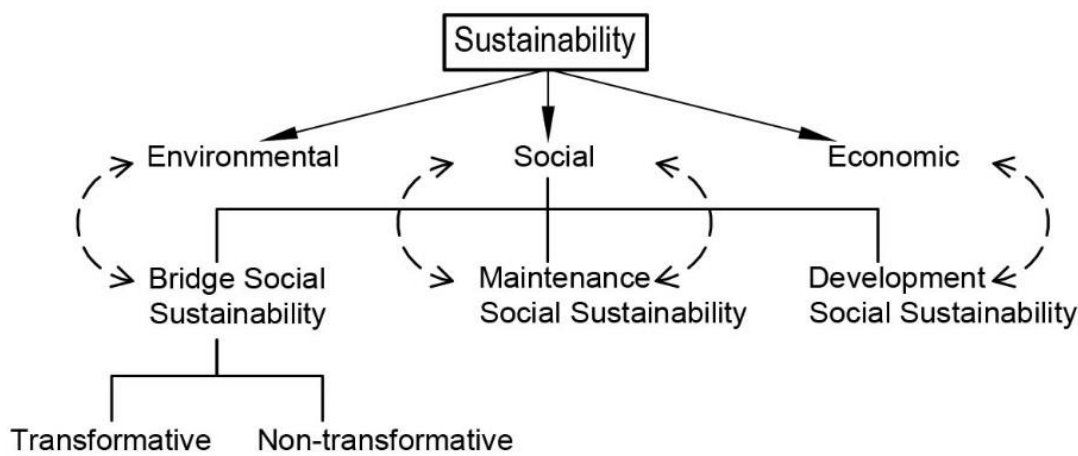 Sustainability
Environmental
Social
Economic
Bridge Social
Sustainability
Maintenance
Social Sustainability
Development
Social Sustainability
Transformative
Non-transformative